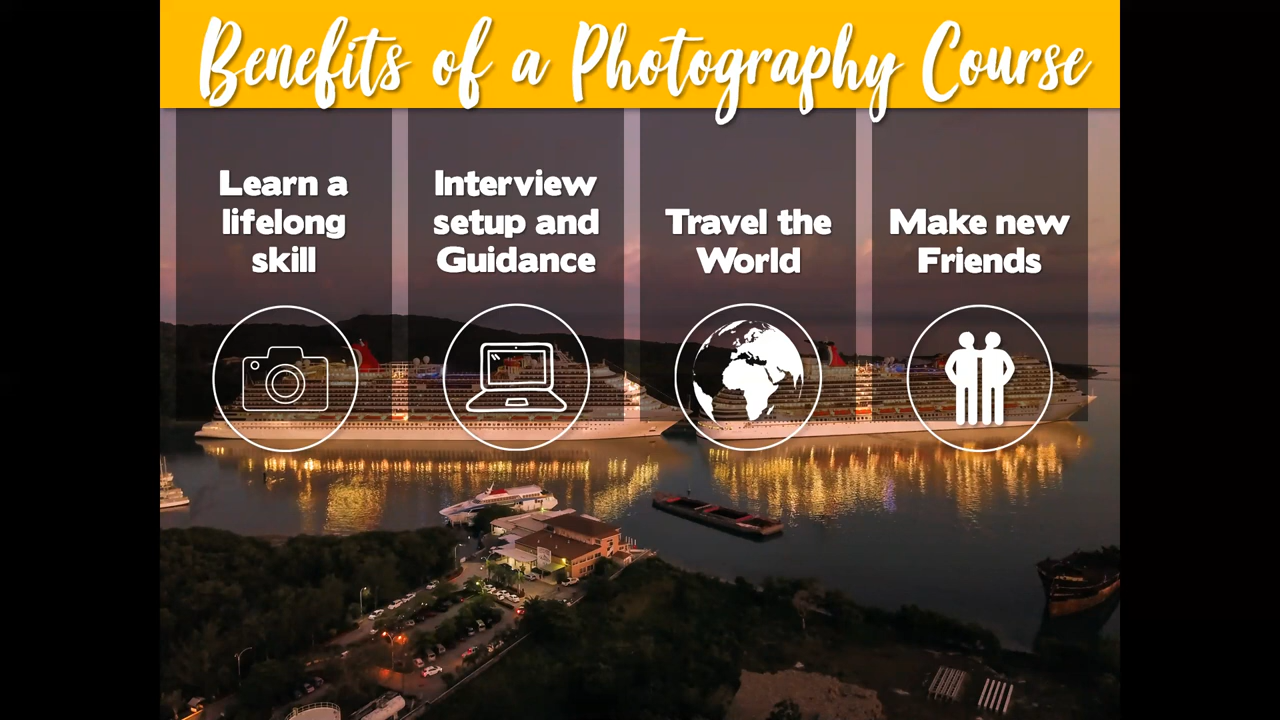 Benefits of a Photography Course
Learn a
lifelong
skill
Interview
setup and
Guidance
Travel the
World
Make new
Friends